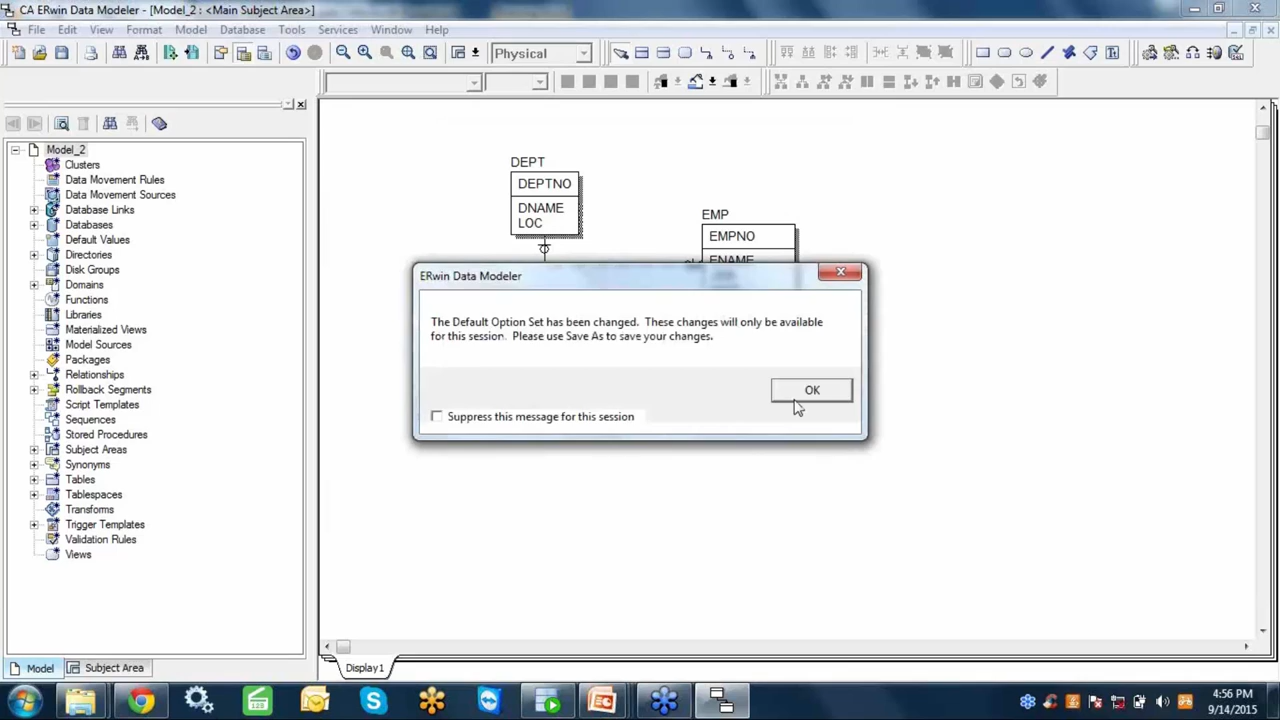 CA ERwin Data Modeler - [Model_2 : <Main Subject Area>]
File Edit View Format Model Database Tools Services Window Help
Physical
Model_2
Clusters
Data Movement Rules
Data Movement Sources
Database Links
Databases
Default Values
Directories
Disk Groups
Domains
Functions
Libraries
Materialized Views
Model Sources
Packages
Relationships
Rollback Segments
Script Templates
Sequences
Stored Procedures
Subject Areas
Synonyms
Tables
Tablespaces
Transforms
Trigger Templates
Validation Rules
Views
Model
Subject Area
DEPT
DEPTNO
DNAME
LOC
EMP
EMPNO
ENAME
ERwin Data Modeler
The Default Option Set has been changed. These changes will only be available
for this session. Please use Save As to save your changes.
OK
Suppress this message for this session
Display1
123
4:56 PM
9/14/2015